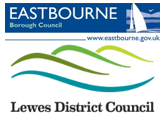 EASTBOURNE
Borough Council
www.eastbourne.gov.uk
Lewes District Council